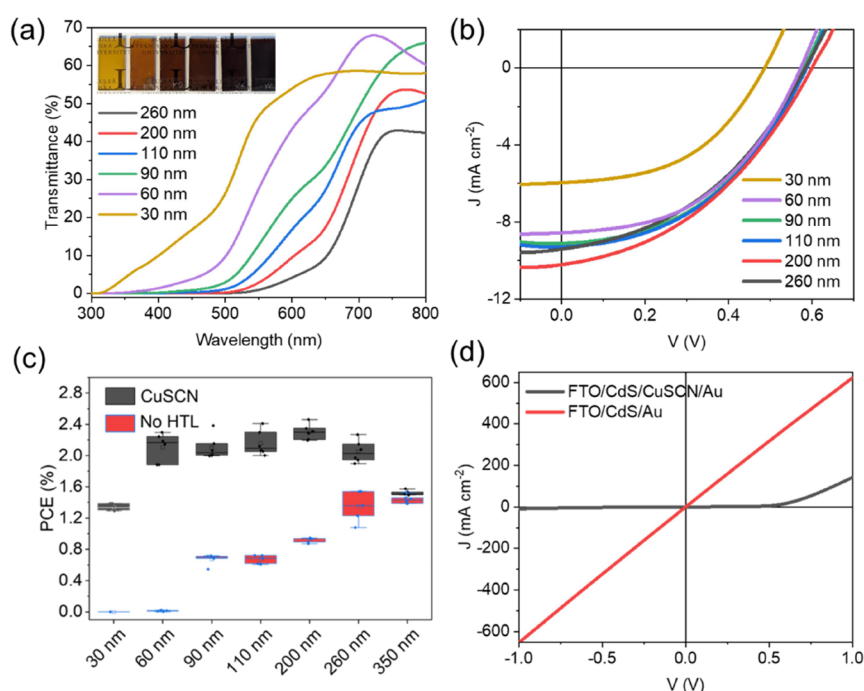 (a)
70
60
50
40
30
20
10
0
Transmittance (%)
260 nm
200 nm
110 nm
90 nm
60 nm
30 nm
300 400 500 600 700 800
Wavelength (nm)
(b)
0
-4
-8
-12
J (mA cm-2)
30 nm
60 nm
90 nm
110 nm
200 nm
260 nm
0.0 0.2 0.4 0.6
V (V)
(c)
2.8
2.4
2.0
1.6
1.2
0.8
0.4
0.0
PCE (%)
CuSCN
No HTL
30 nm 60 nm 90 nm 110 nm 200 nm 260 nm 350 nm
(d)
600
400
200
0
-200
-400
-600
J (mA cm-2)
FTO/CdS/CuSCN/Au
FTO/CdS/Au
-1.0 -0.5 0.0 0.5 1.0
V (V)